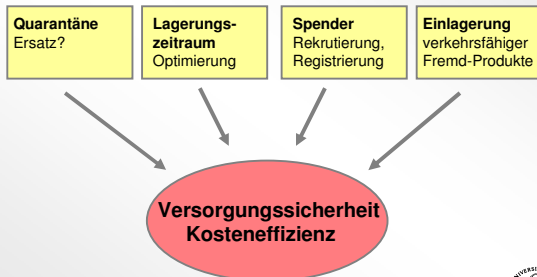 Quarantäne
Ersatz?
Lagerungs-
zeitraum
Optimierung
Spender
Rekrutierung,
Registrierung
Einlagerung
verkehrsfähiger
Fremd-Produkte
Versorgungssicherheit
Kosteneffizienz